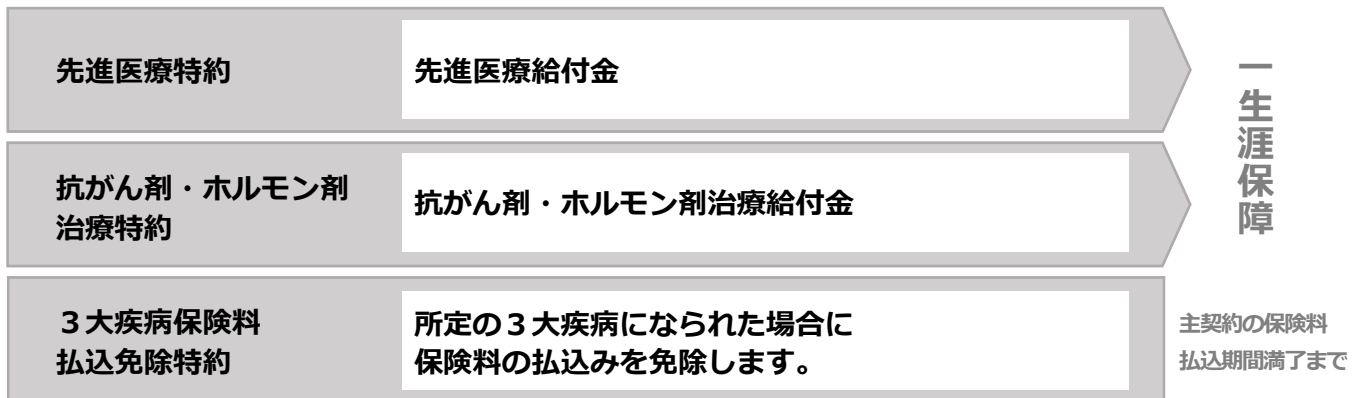 先進医療特約
先進医療給付金
抗がん剤・ホルモン剤
治療特約
抗がん剤・ホルモン剤治療給付金
一生涯保障
３大疾病保険料
払込免除特約
所定の３大疾病になられた場合に
保険料の払込みを免除します。
主契約の保険料
払込期間満了まで